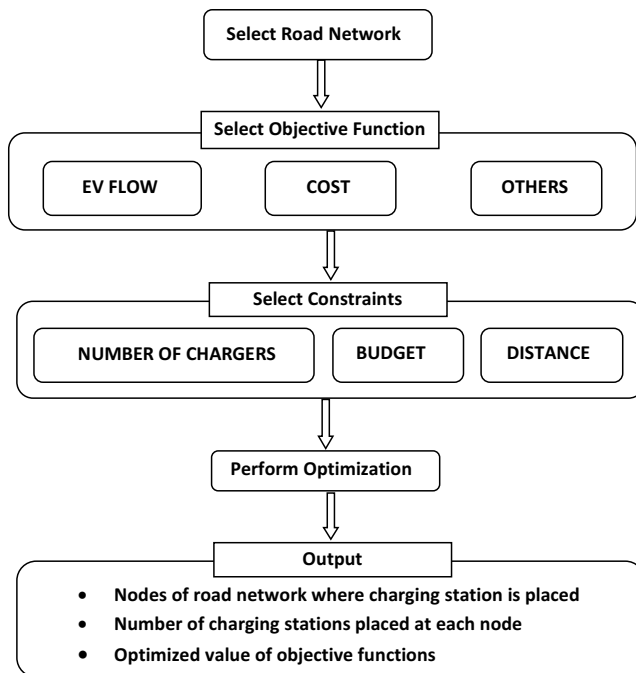 Select Road Network
Select Objective Function
EV FLOW
COST
OTHERS
Select Constraints
NUMBER OF CHARGERS
BUDGET
DISTANCE
Perform Optimization
Output
• Nodes of road network where charging station is placed
• Number of charging stations placed at each node
• Optimized value of objective functions